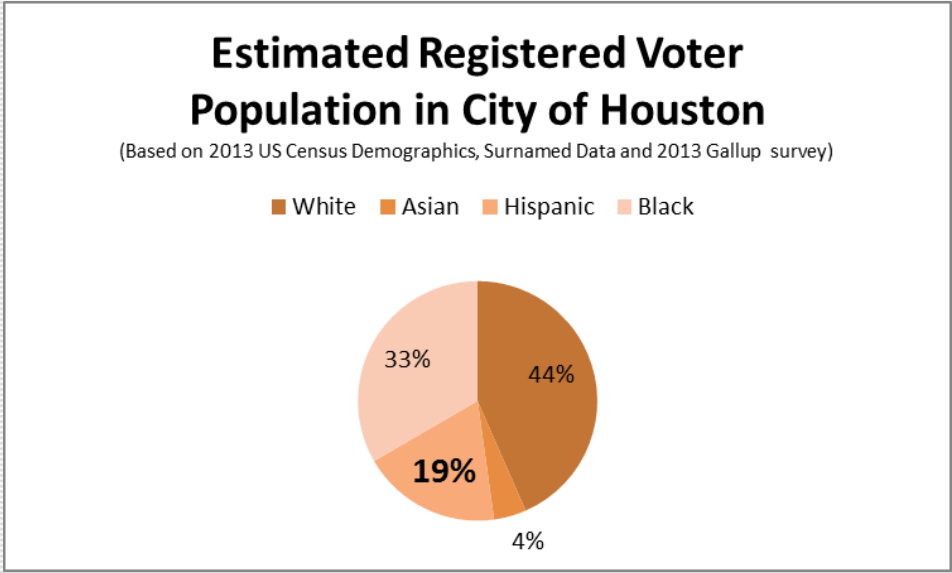 Estimated Registered Voter
Population in City of Houston
(Based on 2013 US Census Demographics, Surnamed Data and 2013 Gallup survey)
White Asian Hispanic Black
33%
44%
19%
4%